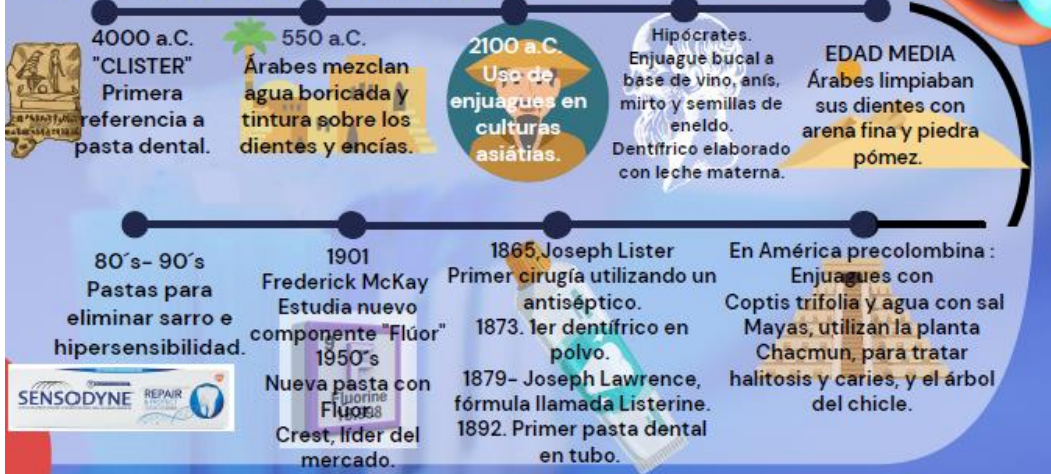 4000 a.C.
"CLISTER"
Primera
referencia a
pasta dental.
550 a.C.
Árabes mezclan
agua boricada y
tintura sobre los
dientes y encías.
2100 a.C.
Uso de
enjuagues en
culturas
asiátias.
Hipócrates.
Enjuague bucal a
base de vino, anís,
mirto y semillas de
eneldo.
Dentífrico elaborado
con leche materna.
EDAD MEDIA
Árabes limpiaban
sus dientes con
arena fina y piedra
pómez.
En América precolombina :
Enjuagues con
Coptis trifolia y agua con sal
Mayas, utilizan la planta
Chacmun, para tratar
halitosis y caries, y el árbol
del chicle.
1865,Joseph Lister
Primer cirugía utilizando un
antiséptico.
1873. 1er dentífrico en
polvo.
1879- Joseph Lawrence,
fórmula llamada Listerine.
1892. Primer pasta dental
en tubo.
1901
Frederick McKay
Estudia nuevo
componente "Flúor"
1950´s
Nueva pasta con
Fluor
Crest, líder del
mercado.
Fluorine
80´s- 90´s
Pastas para
eliminar sarro e
hipersensibilidad.
SENSODYNE
REPAIR